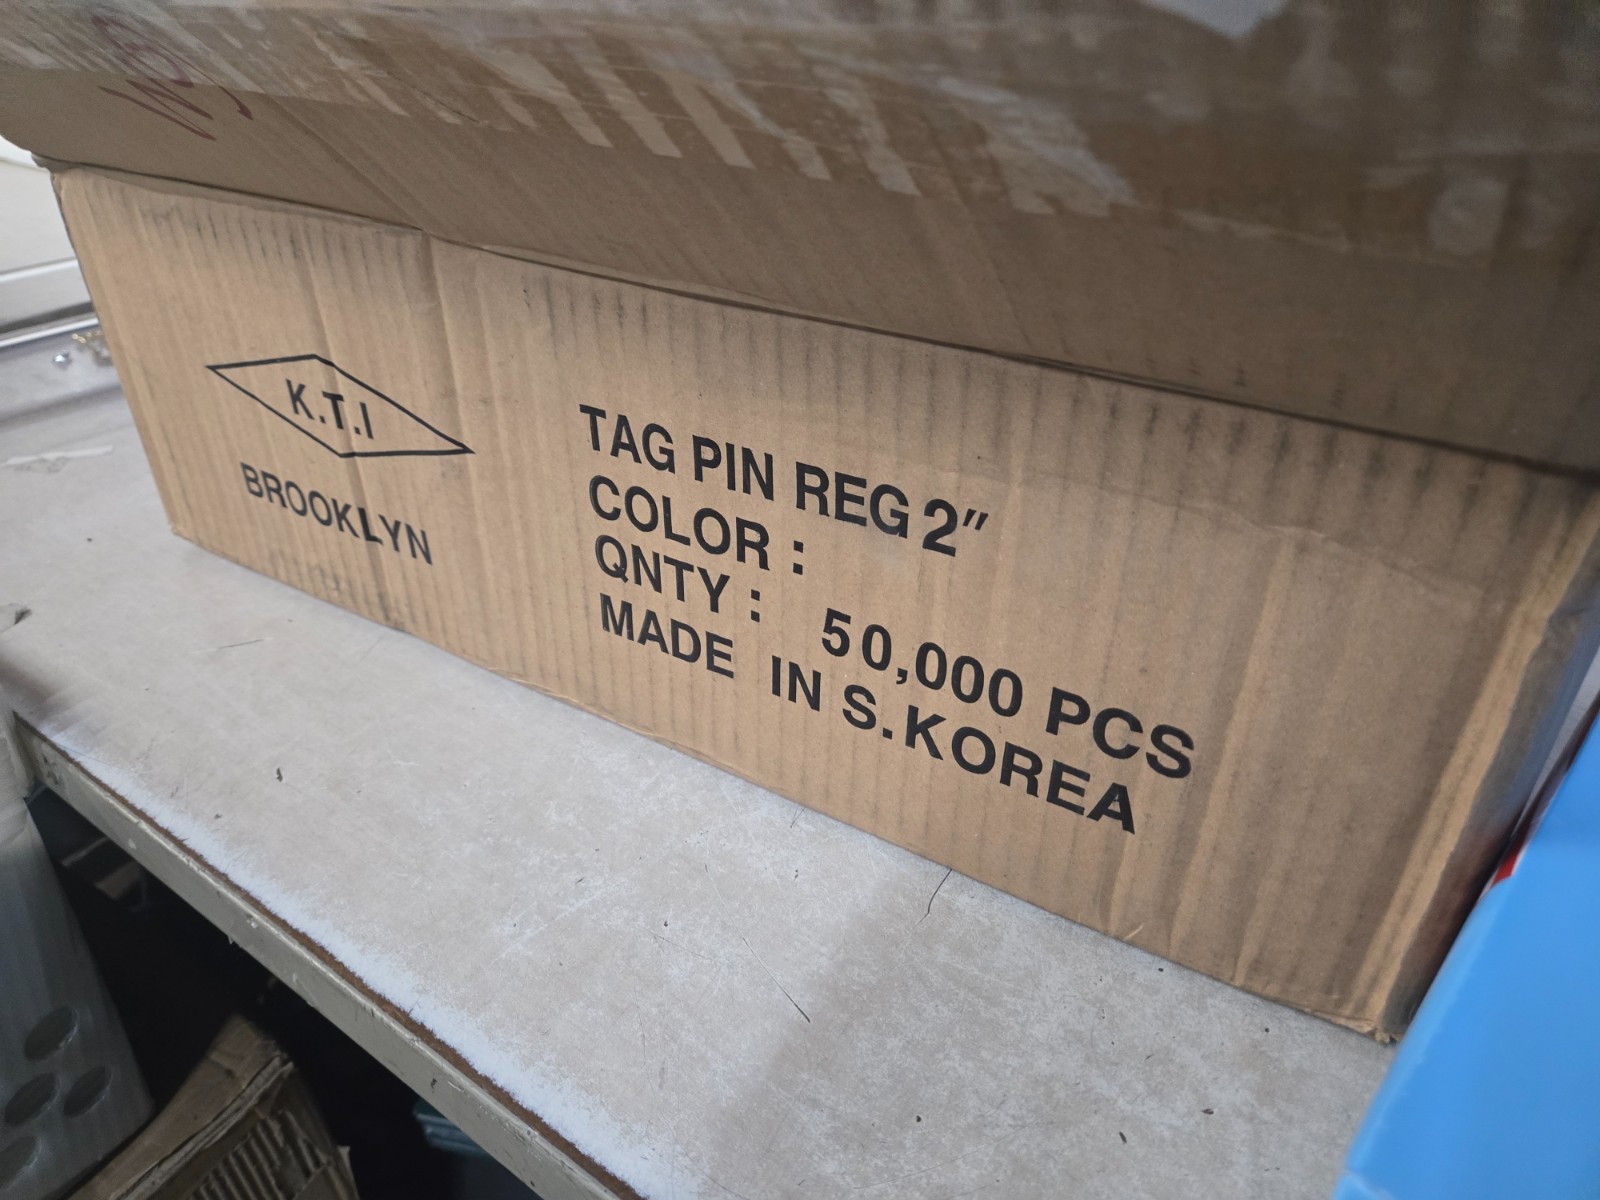 K.T.I
BROOKLYN
TAG PIN REG 2"
COLOR :
QNTY : 50,000 PCS
MADE IN S.KOREA